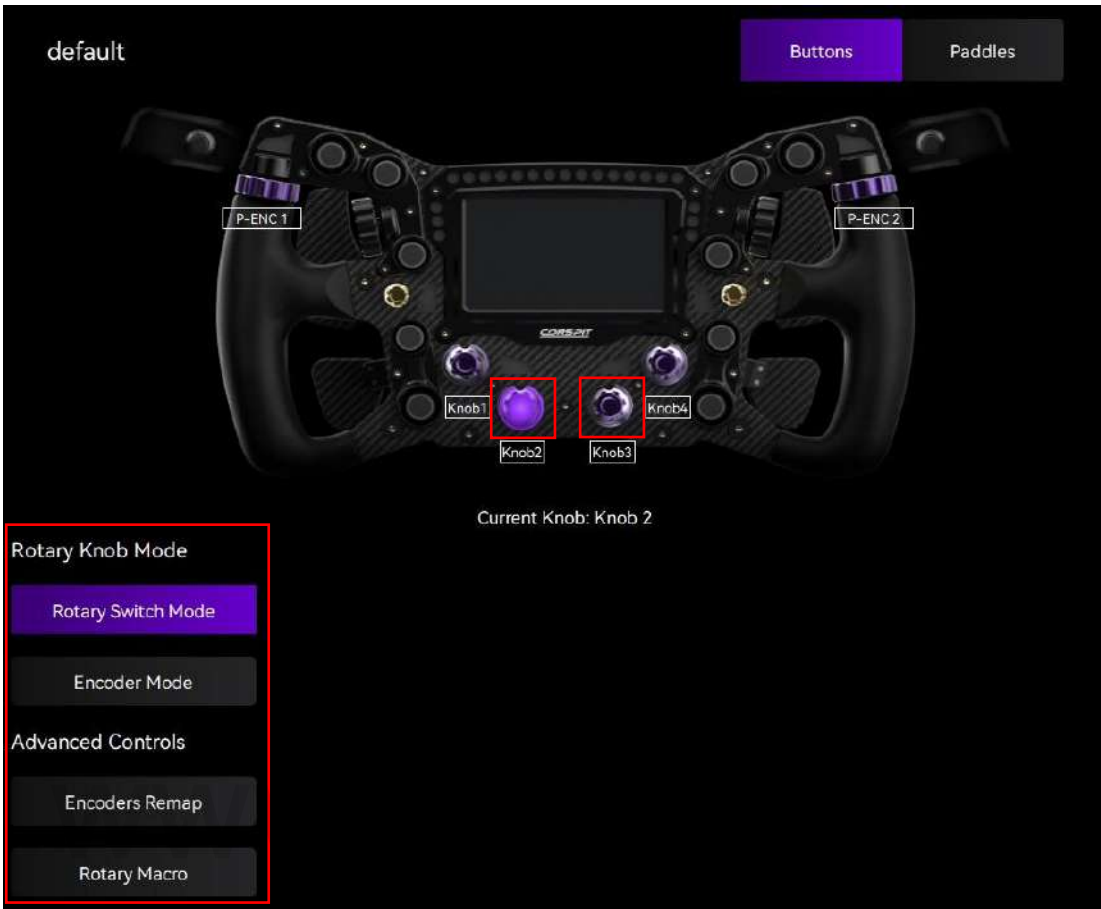 default
Buttons
Paddles
P-ENC 1
P-ENC 2
CORSPIT
Knob1
Knob4
Knob2
Knob3
Current Knob: Knob 2
Rotary Knob Mode
Rotary Switch Mode
Encoder Mode
Advanced Controls
Encoders Remap
Rotary Macro